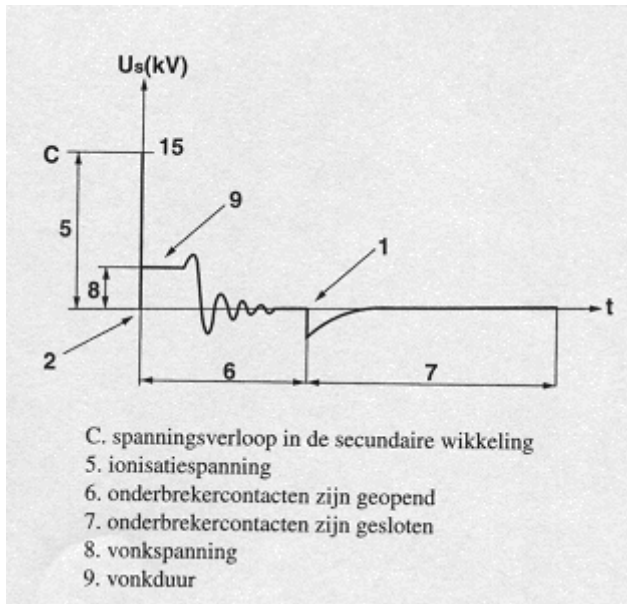 Us(kV)
C 15
9
5
1
8
t
2
6 7
C. spanningsverloop in de secundaire wikkeling
5. ionisatiespanning
6. onderbrekercontacten zijn geopend
7. onderbrekercontacten zijn gesloten
8. vonkspanning
9. vonkduur